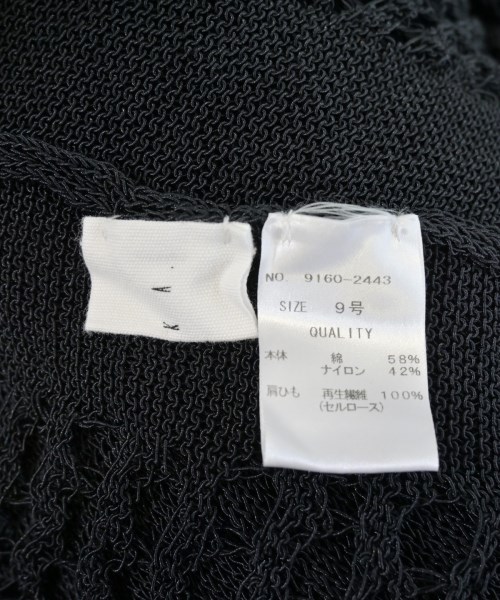 K A .
NO. 9160-2443
SIZE 9号
QUALITY
本体 綿 58%
ナイロン 42%
肩ひも 再生繊維 100%
(セルロース)